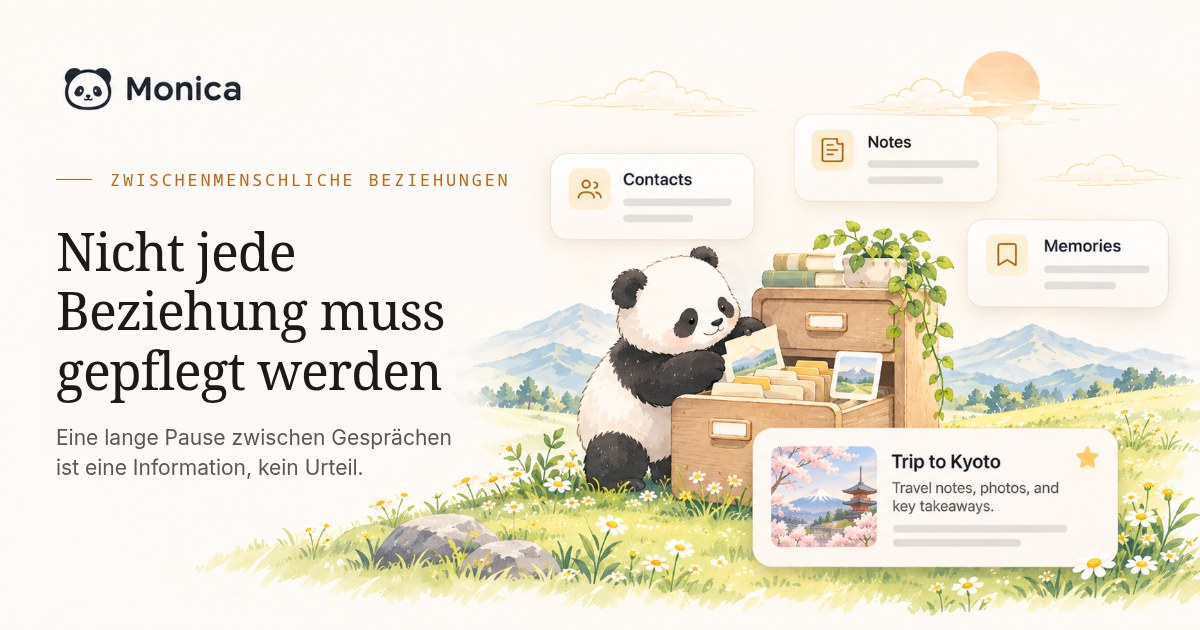 Monica
ZWISCHENMENSCHLICHE BEZIEHUNGEN
Nicht jede
Beziehung muss
gepflegt werden
Eine lange Pause zwischen Gesprächen
ist eine Information, kein Urteil.
Contacts
Notes
Memories
Trip to Kyoto
Travel notes, photos, and
key takeaways.